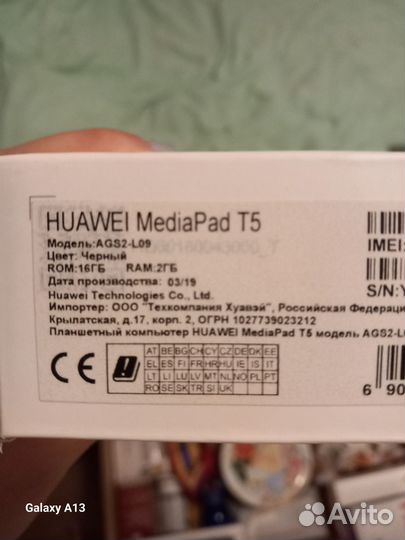 HUAWEI MediaPad T5
Модель:AGS2-L09
Цвет: Черный
ROM:16ГБ RAM:2ГБ
Дата производства: 03/19
Huawei Technologies Co., Ltd.
Импортер: ООО "Техкомпания Хуавэй", Российская Федераци
Крылатская, д.17, корп. 2, ОГРН 1027739023212
Планшетный компьютер HUAWEI MediaPad T5 модель AGS2-L
IMEI:
S/N:Y
CE
AT BE BG CH CY CZ DE DK EE
EL ES FI FR HR HU IE IS IT
LT LI LU LV MT NL NO PL PT
RO SE SK TR SI UK
6 90
Galaxy A13
Avito